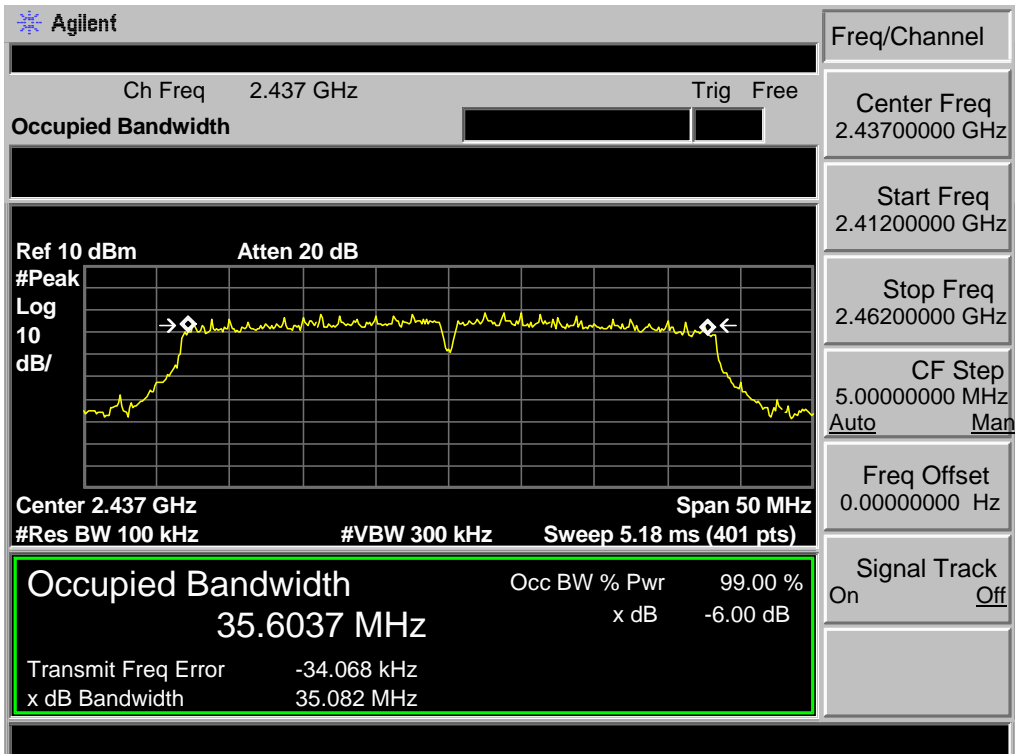 Agilent
Freq/Channel
Ch Freq 2.437 GHz Trig Free
Occupied Bandwidth
Center Freq
2.43700000 GHz
Start Freq
2.41200000 GHz
Stop Freq
2.46200000 GHz
CF Step
5.00000000 MHz
Auto Man
Freq Offset
0.00000000 Hz
Signal Track
On Off
Ref 10 dBm Atten 20 dB
#Peak
Log
10
dB/
Center 2.437 GHz Span 50 MHz
#Res BW 100 kHz #VBW 300 kHz Sweep 5.18 ms (401 pts)
Occupied Bandwidth Occ BW % Pwr 99.00 %
35.6037 MHz x dB -6.00 dB
Transmit Freq Error -34.068 kHz
x dB Bandwidth 35.082 MHz